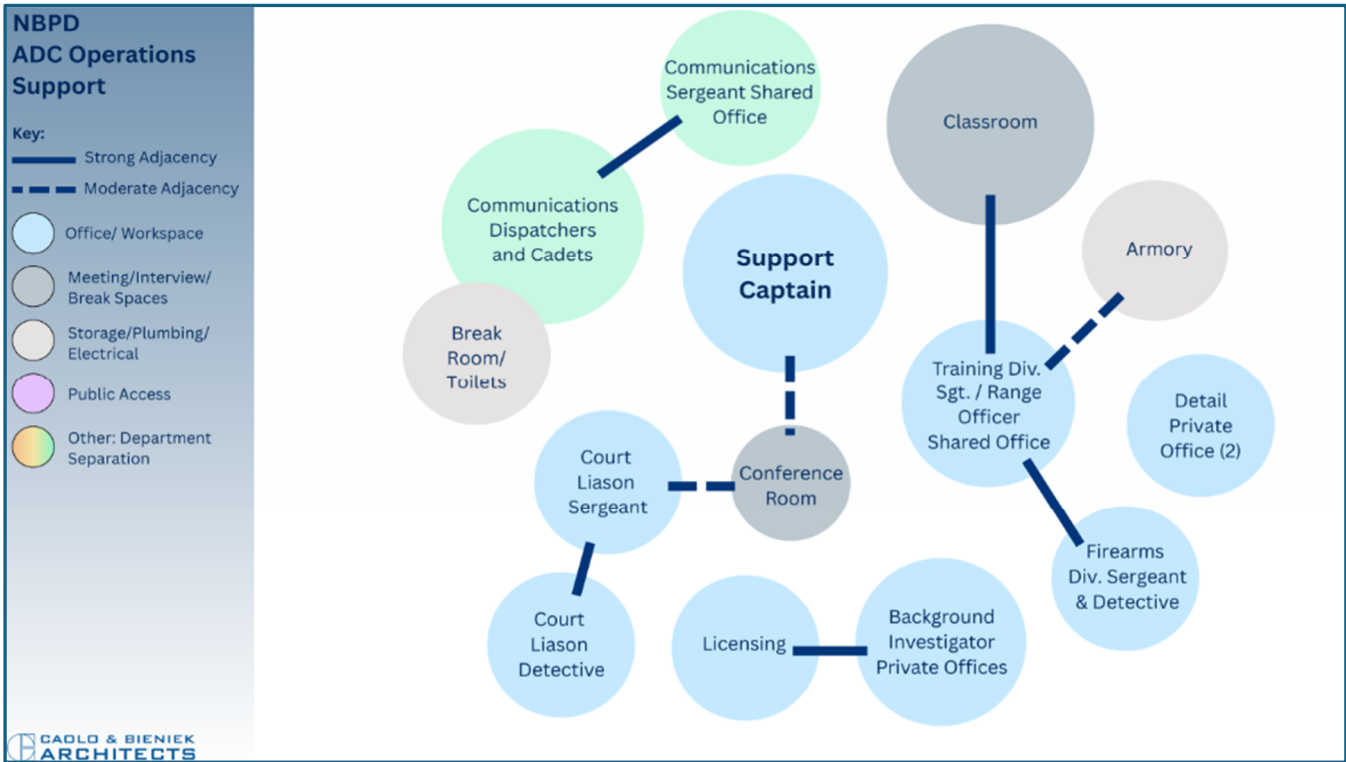 NBPD
ADC Operations
Support
Key:
Strong Adjacency
Moderate Adjacency
Office/ Workspace
Meeting/Interview/
Break Spaces
Storage/Plumbing/
Electrical
Public Access
Other: Department
Separation
CAOLO & BIENIEK
ARCHITECTS
Communications
Sergeant Shared
Office
Classroom
Communications
Dispatchers
and Cadets
Support
Captain
Armory
Break
Room/
Toilets
Training Div.
Sgt. / Range
Officer
Shared Office
Detail
Private
Office (2)
Court
Liason
Sergeant
Conference
Room
Firearms
Div. Sergeant
& Detective
Court
Liason
Detective
Licensing
Background
Investigator
Private Offices